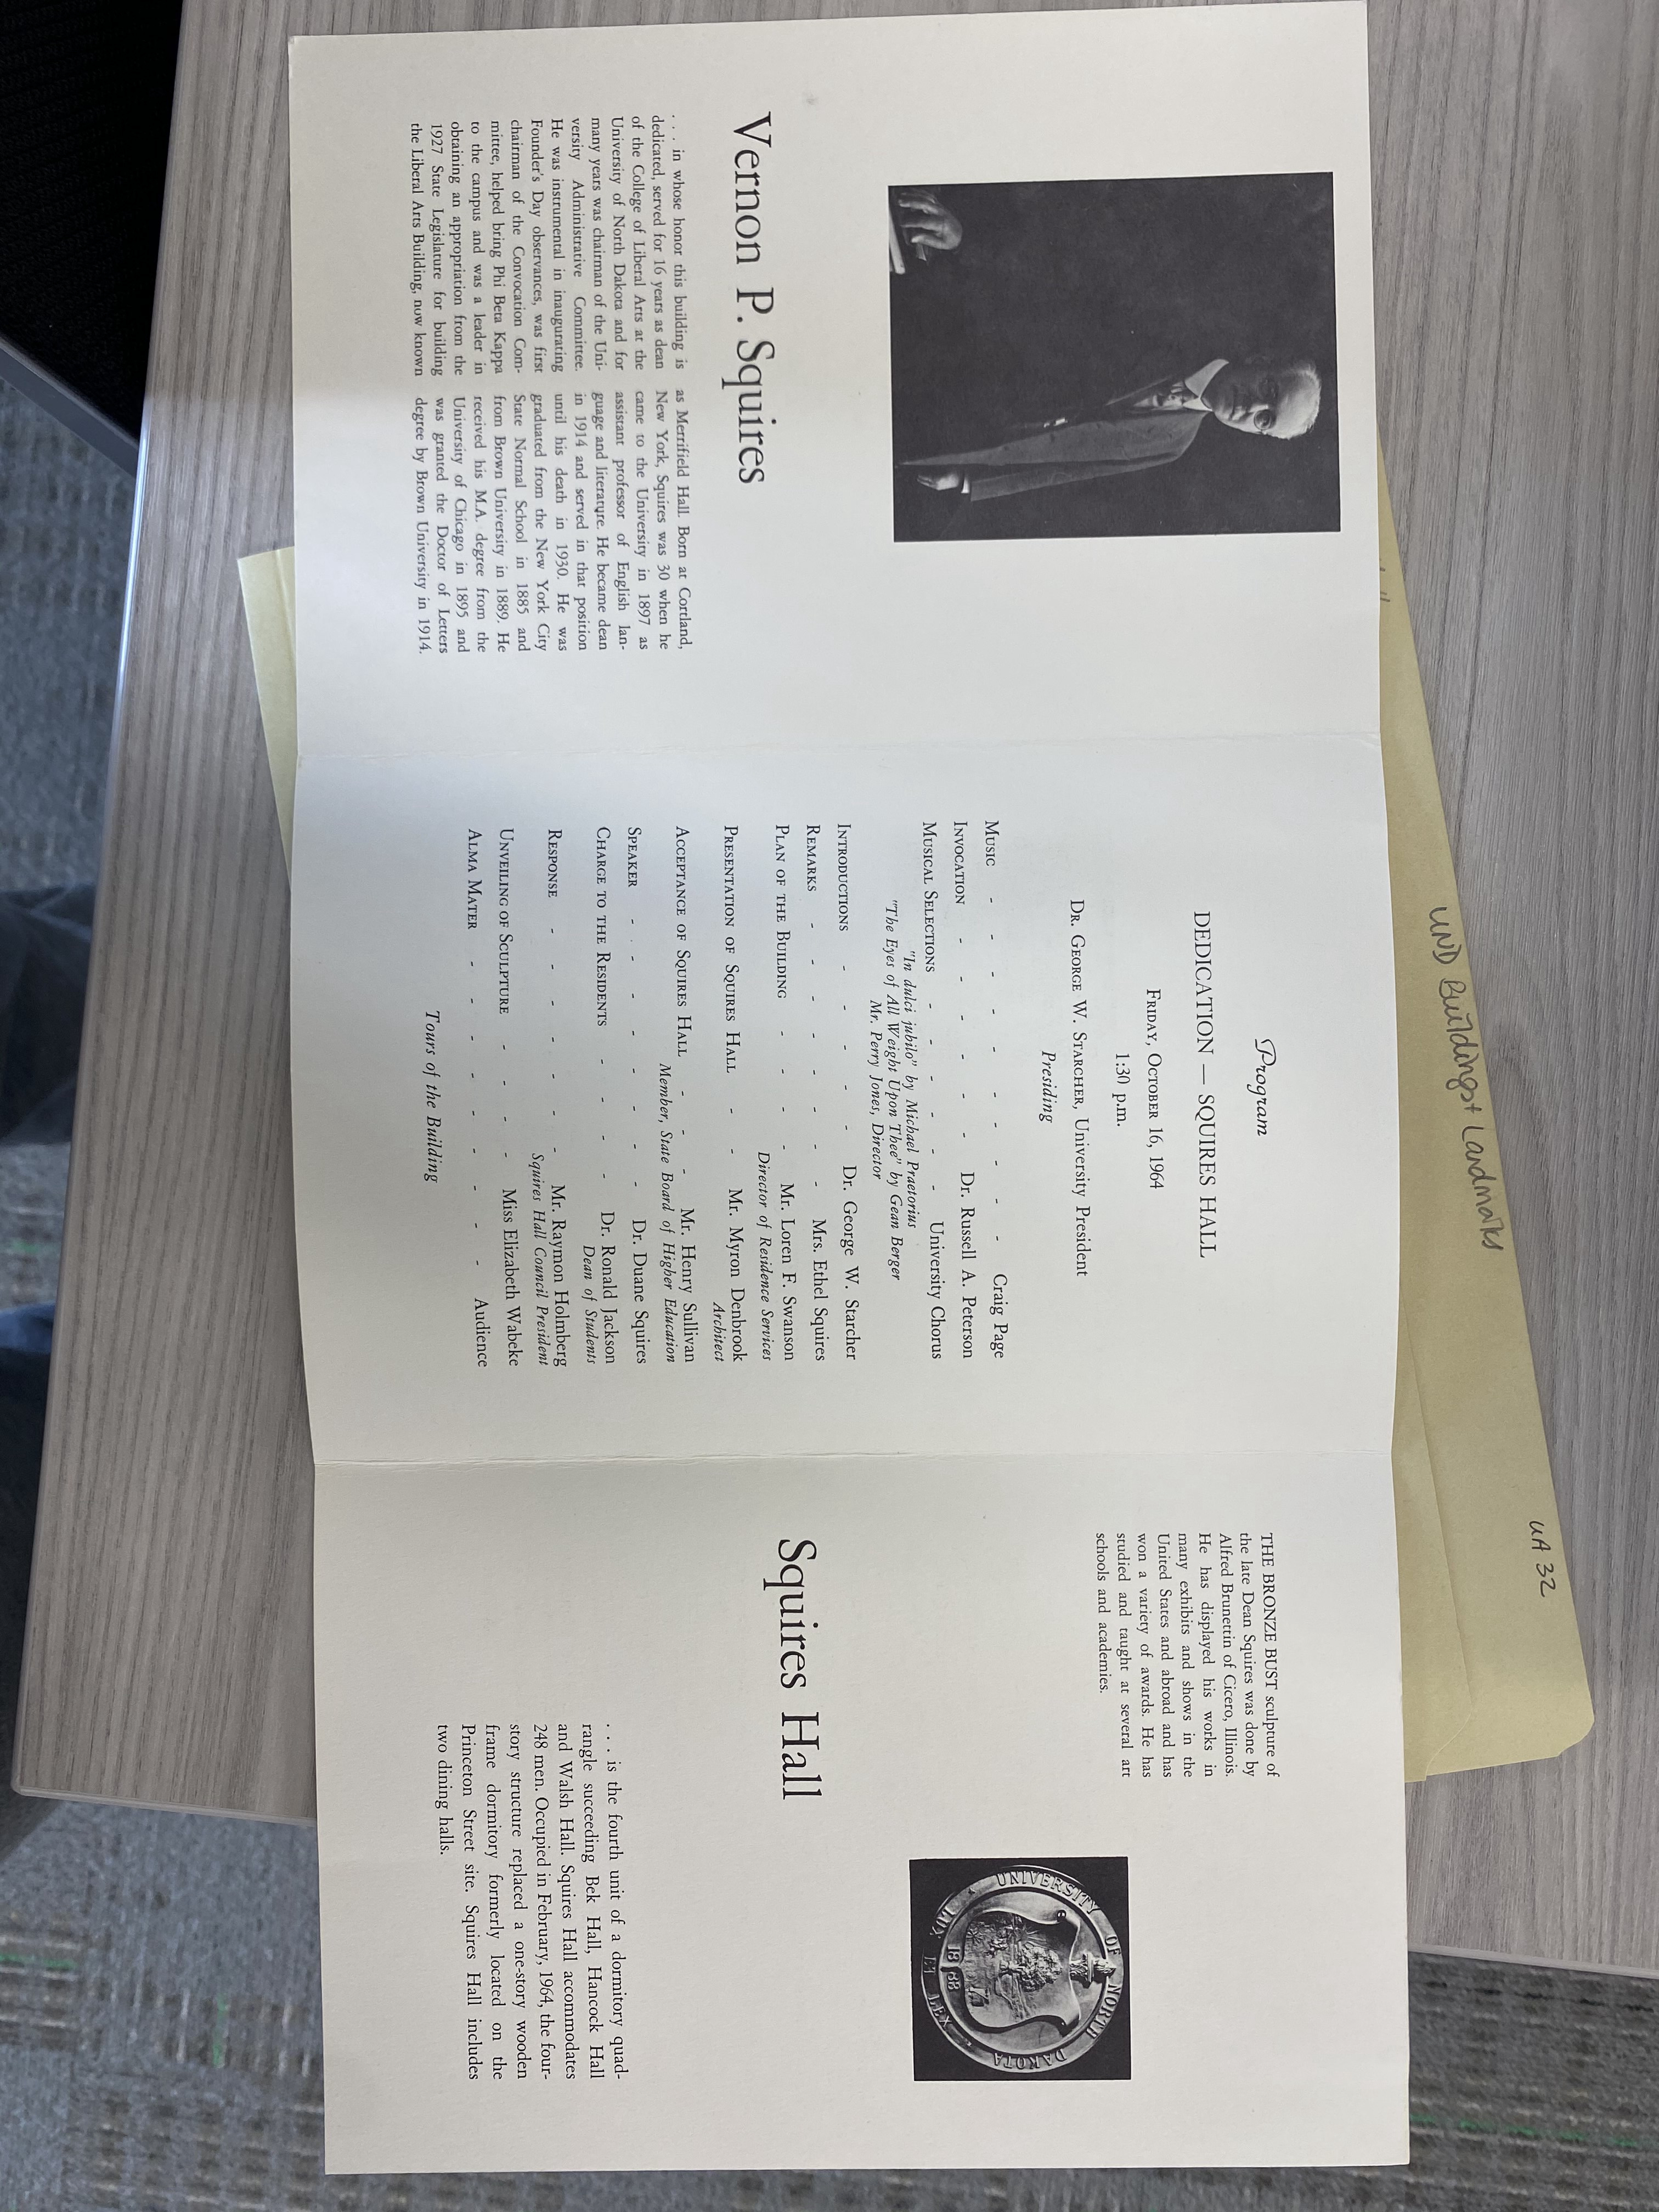 Vernon P. Squires
. . . in whose honor this building is
dedicated, served for 16 years as dean
of the College of Liberal Arts at the
University of North Dakota and for
many years was chairman of the Uni-
versity Administrative Committee.
He was instrumental in inaugurating
Founder's Day observances, was first
chairman of the Convocation Com-
mittee, helped bring Phi Beta Kappa
to the campus and was a leader in
obtaining an appropriation from the
1927 State Legislature for building
the Liberal Arts Building, now known
as Merrifield Hall. Born at Cortland,
New York, Squires was 30 when he
came to the University in 1897 as
assistant professor of English lan-
guage and literature. He became dean
in 1914 and served in that position
until his death in 1930. He was
graduated from the New York City
State Normal School in 1885 and
from Brown University in 1889. He
received his M.A. degree from the
University of Chicago in 1895 and
was granted the Doctor of Letters
degree by Brown University in 1914.
Program
DEDICATION — SQUIRES HALL
FRIDAY, OCTOBER 16, 1964
1:30 p.m.
DR. GEORGE W. STARCHER, University President
Presiding
MUSIC - - - - - - - - - - Craig Page
INVOCATION - - - - - - Dr. Russell A. Peterson
MUSICAL SELECTIONS - - - - - - University Chorus
"In dulci jubilo" by Michael Praetorius
"The Eyes of All Weight Upon Thee" by Gean Berger
Mr. Perry Jones, Director
INTRODUCTIONS - - - - - Dr. George W. Starcher
REMARKS - - - - - - - - Mrs. Ethel Squires
PLAN OF THE BUILDING - - - - Mr. Loren F. Swanson
Director of Residence Services
PRESENTATION OF SQUIRES HALL - - Mr. Myron Denbrook
Architect
ACCEPTANCE OF SQUIRES HALL - - - Mr. Henry Sullivan
Member, State Board of Higher Education
SPEAKER - - - - - - - - Dr. Duane Squires
CHARGE TO THE RESIDENTS - - - - Dr. Ronald Jackson
Dean of Students
RESPONSE - - - - - - - Mr. Raymon Holmberg
Squires Hall Council President
UNVEILING OF SCULPTURE - - - - Miss Elizabeth Wabeke
ALMA MATER - - - - - - - - - Audience
Tours of the Building
THE BRONZE BUST sculpture of
the late Dean Squires was done by
Alfred Brunettin of Cicero, Illinois.
He has displayed his works in
many exhibits and shows in the
United States and abroad and has
won a variety of awards. He has
studied and taught at several art
schools and academies.
UNIVERSITY OF NORTH DAKOTA
1883
LUX ET LEX
Squires Hall
. . . is the fourth unit of a dormitory quad-
rangle succeeding Bek Hall, Hancock Hall
and Walsh Hall. Squires Hall accommodates
248 men. Occupied in February, 1964, the four-
story structure replaced a one-story wooden
frame dormitory formerly located on the
Princeton Street site. Squires Hall includes
two dining halls.
UND Buildings + Landmarks
UA 32